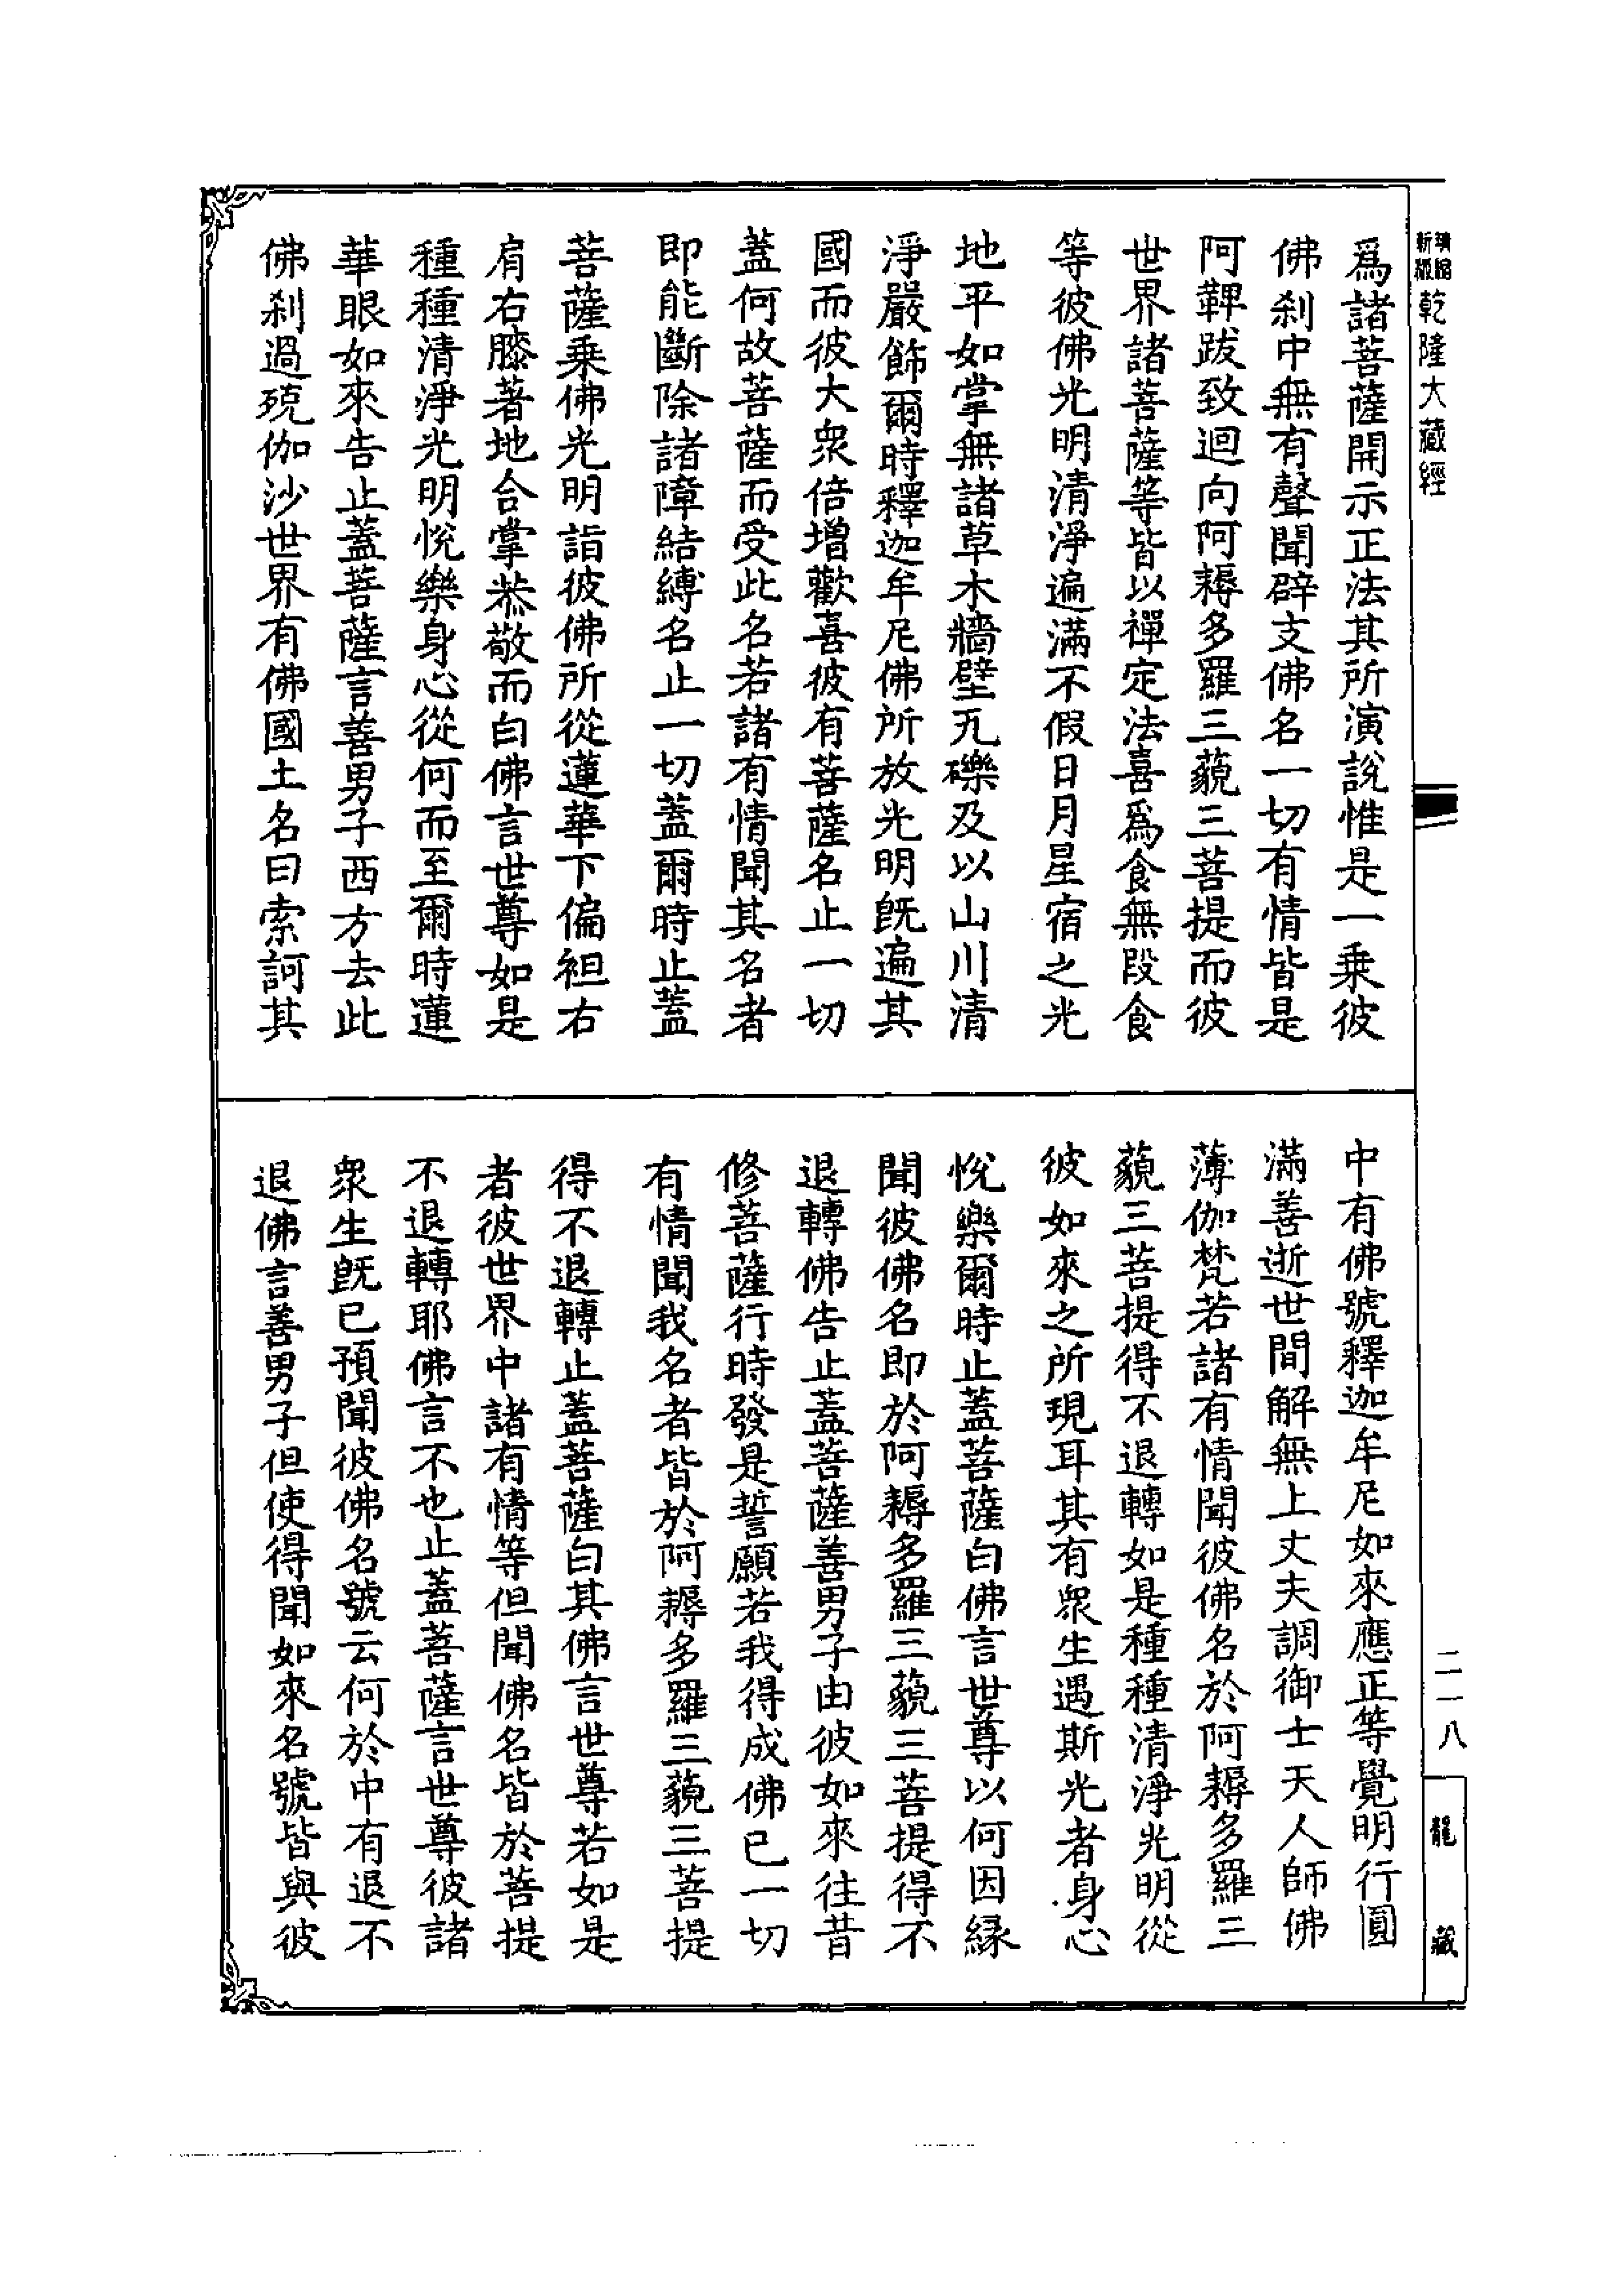 新版精縮乾隆大藏經
爲諸菩薩開示正法其所演說惟是一乗彼
佛刹中無有聲聞辟支佛名一切有情皆是
阿鞞跋致迴向阿耨多羅三藐三菩提而彼
世界諸菩薩等皆以禪定法喜爲食無段食
等彼佛光明清淨遍滿不假日月星宿之光
地平如掌無諸草木牆壁瓦礫及以山川清
淨嚴飾爾時釋迦牟尼佛所放光明旣遍其
國而彼大衆倍增歡喜彼有菩薩名止一切
蓋何故菩薩而受此名若諸有情聞其名者
即能斷除諸障結縛名止一切蓋爾時止蓋
菩薩乗佛光明詣彼佛所從蓮華下偏袒右
肩右膝著地合掌恭敬而白佛言世尊如是
種種清淨光明悅樂身心從何而至爾時蓮
華眼如來告止蓋菩薩言善男子西方去此
佛刹過殑伽沙世界有佛國土名曰索訶其
中有佛號釋迦牟尼如來應正等覺明行圓
滿善逝世間解無上丈夫調御士天人師佛
薄伽梵若諸有情聞彼佛名於阿耨多羅三
藐三菩提得不退轉如是種種清淨光明從
彼如來之所現耳其有衆生遇斯光者身心
悅樂爾時止蓋菩薩白佛言世尊以何因緣
聞彼佛名即於阿耨多羅三藐三菩提得不
退轉佛告止蓋菩薩善男子由彼如來往昔
修菩薩行時發是誓願若我得成佛已一切
有情聞我名者皆於阿耨多羅三藐三菩提
得不退轉止蓋菩薩白其佛言世尊若如是
者彼世界中諸有情等但聞佛名皆於菩提
不退轉耶佛言不也止蓋菩薩言世尊彼諸
衆生旣已預聞彼佛名號云何於中有退不
退佛言善男子但使得聞如來名號皆與彼
二一八
龍藏